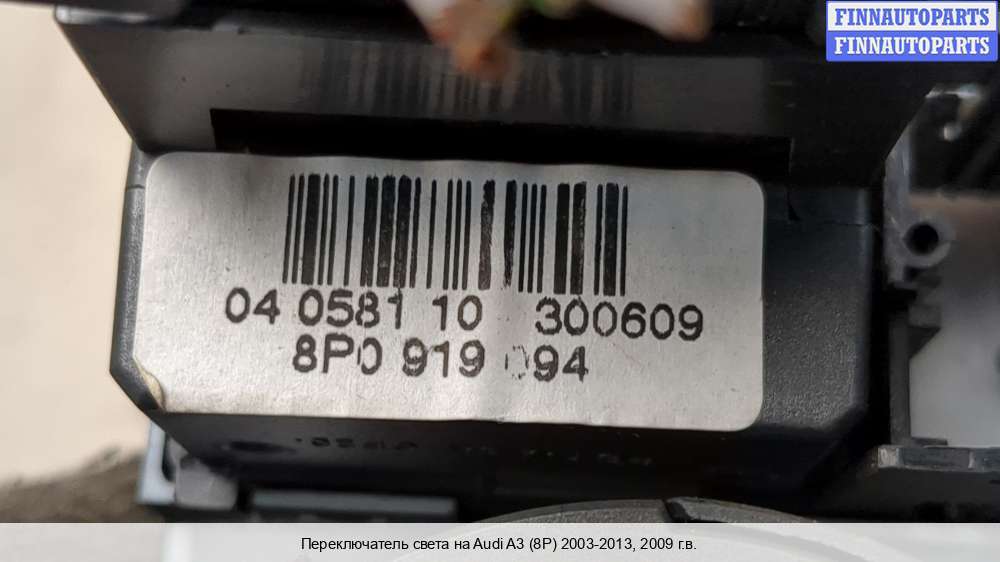 FINNAUTOPARTS
FINNAUTOPARTS
04 0581 10 300609
8P0 919 094
Переключатель света на Audi A3 (8P) 2003-2013, 2009 г.в.